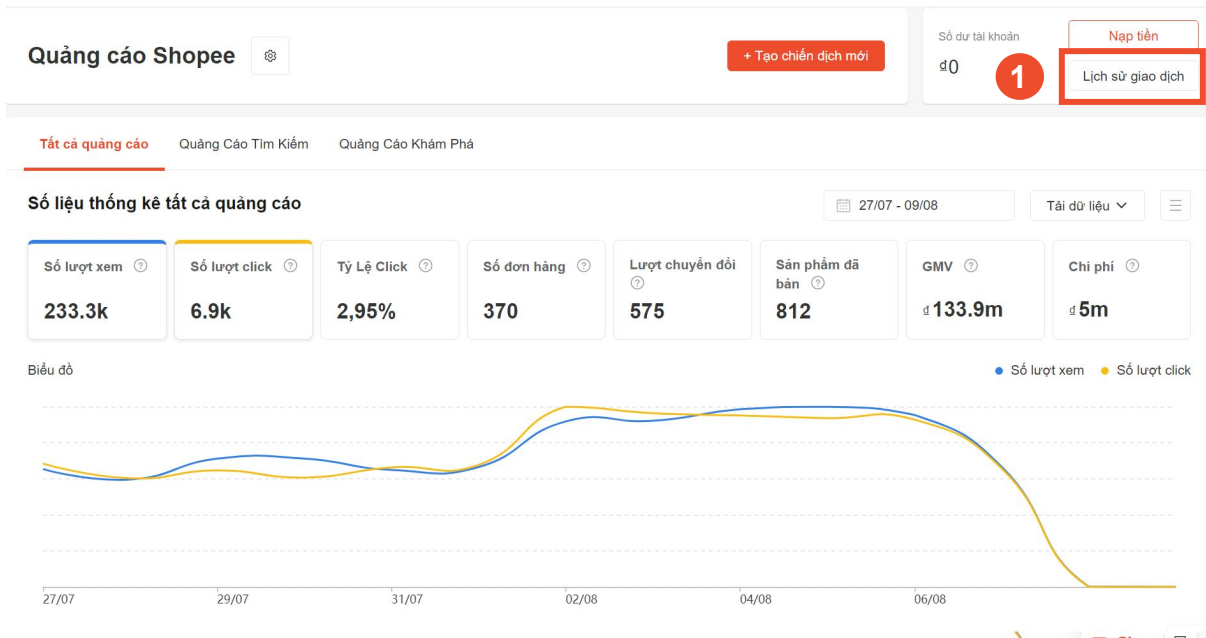 Quảng cáo Shopee
+ Tạo chiến dịch mới
Số dư tài khoản
₫0
Nạp tiền
1
Lịch sử giao dịch
Tất cả quảng cáo
Quảng Cáo Tìm Kiếm
Quảng Cáo Khám Phá
Số liệu thống kê tất cả quảng cáo
27/07 - 09/08
Tải dữ liệu
Số lượt xem
233.3k
Số lượt click
6.9k
Tỷ Lệ Click
2,95%
Số đơn hàng
370
Lượt chuyển đổi
575
Sản phẩm đã
bán
812
GMV
₫133.9m
Chi phí
₫5m
Biểu đồ
Số lượt xem
Số lượt click
27/07
29/07
31/07
02/08
04/08
06/08